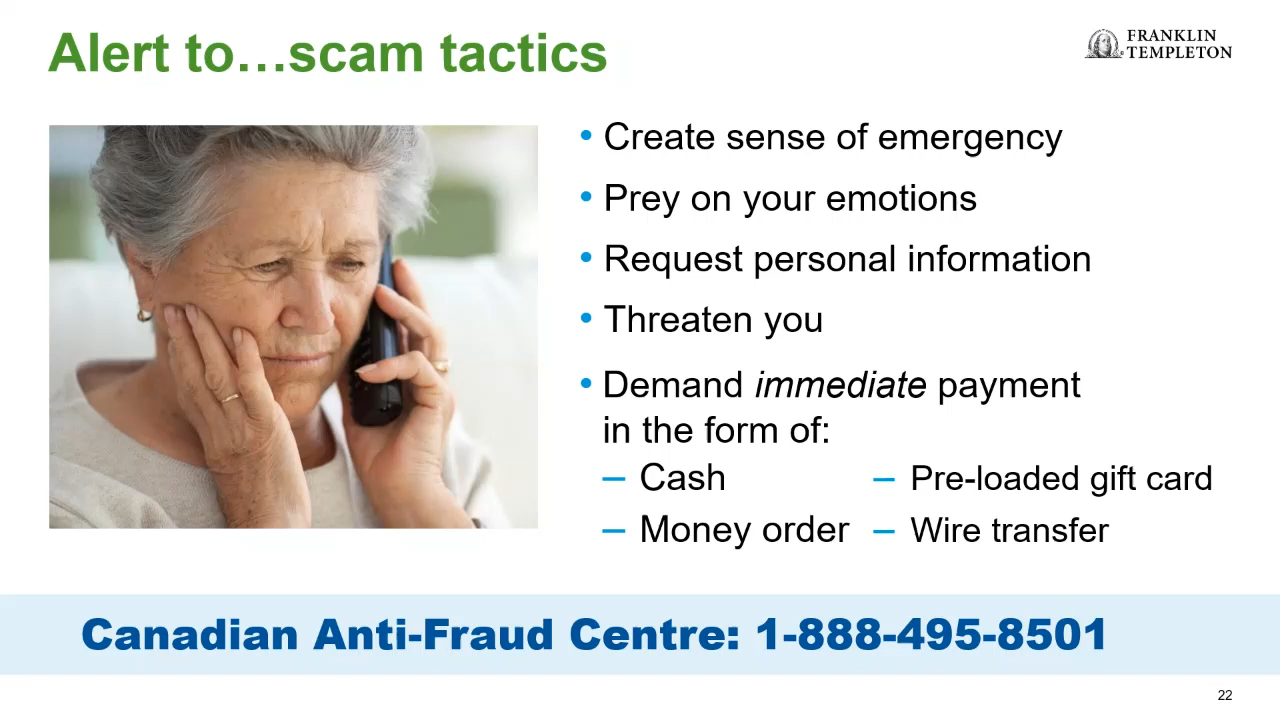 Alert to…scam tactics
FRANKLIN
TEMPLETON
• Create sense of emergency
• Prey on your emotions
• Request personal information
• Threaten you
• Demand immediate payment
in the form of:
– Cash
– Pre-loaded gift card
– Money order
– Wire transfer
Canadian Anti-Fraud Centre: 1-888-495-8501
22